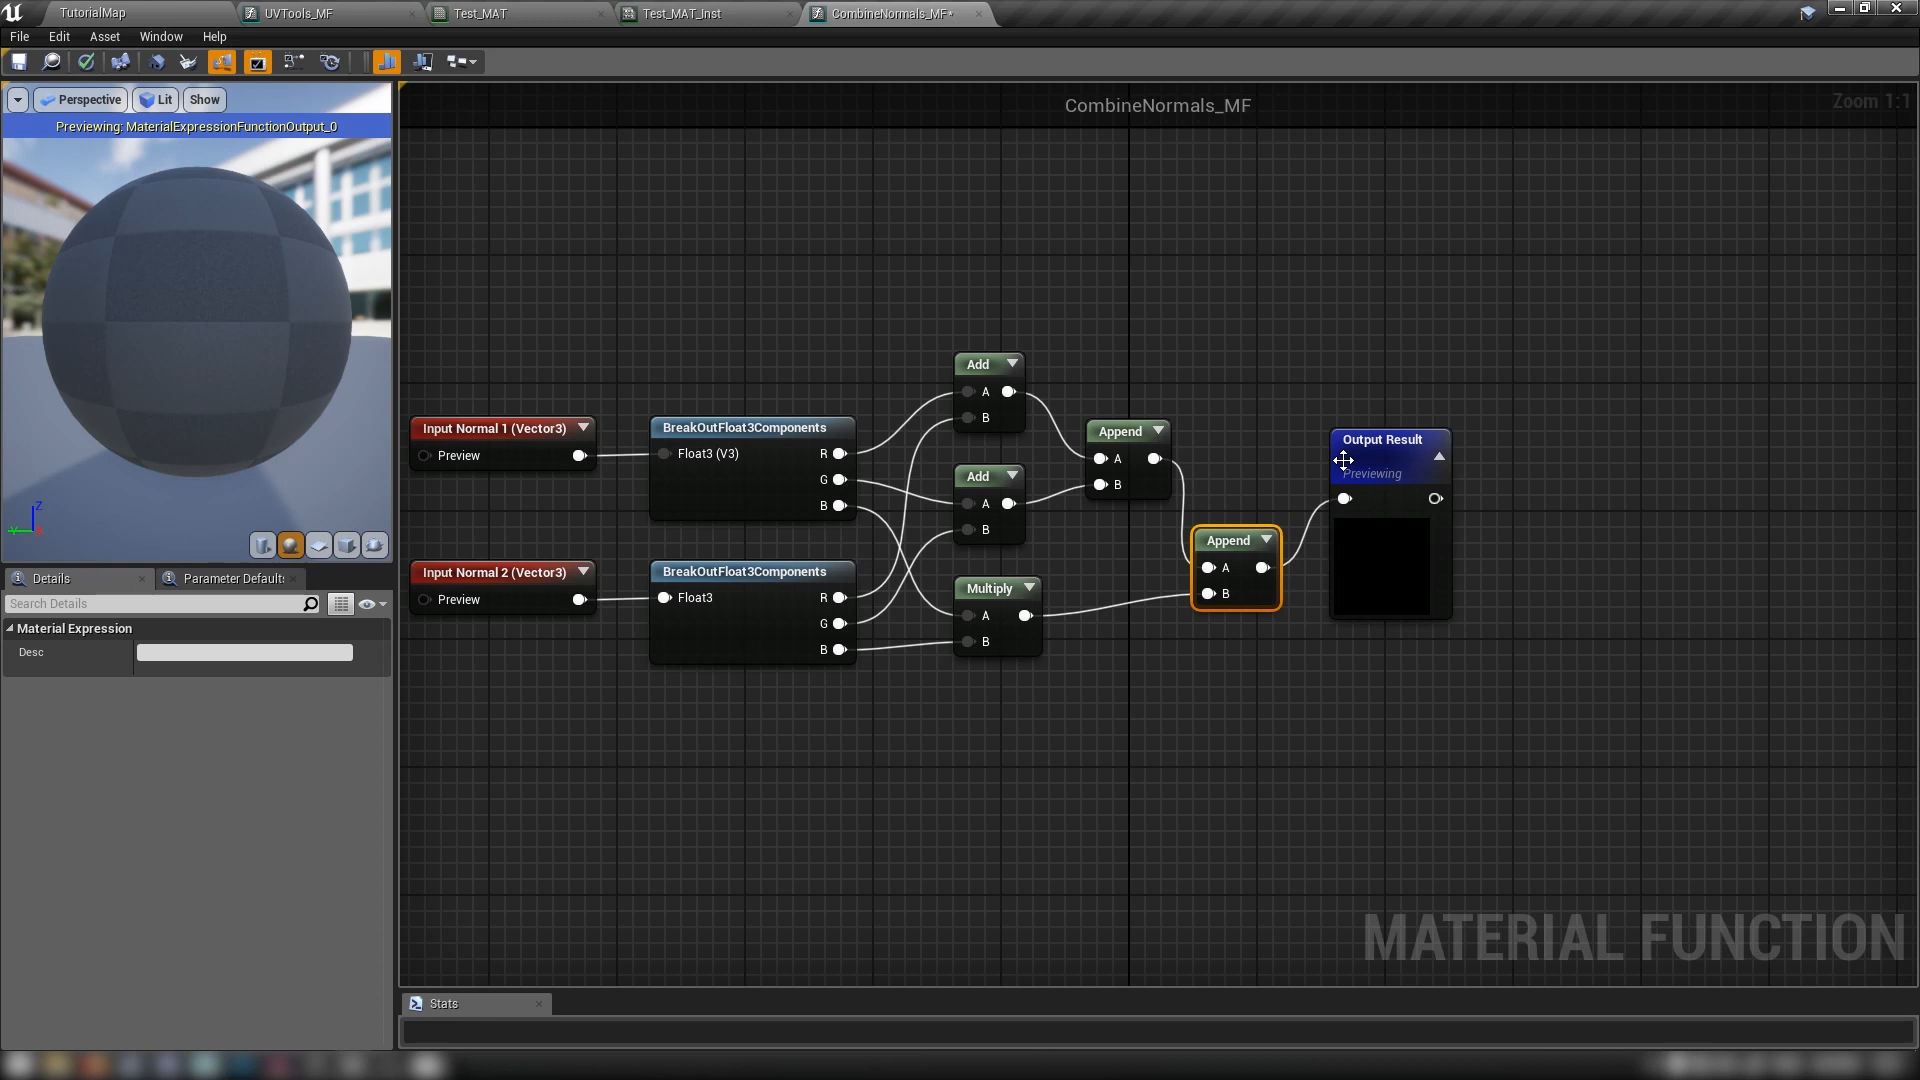 TutorialMap
UVTools_MF
Test_MAT
Test_MAT_Inst
CombineNormals_MF*
File Edit Asset Window Help
Perspective Lit Show
Previewing: MaterialExpressionFunctionOutput_0
CombineNormals_MF
Zoom 1:1
Z
Y
Details
Parameter Defaults
Search Details
Material Expression
Desc
Input Normal 1 (Vector3)
Preview
BreakOutFloat3Components
Float3 (V3)
R
G
B
Input Normal 2 (Vector3)
Preview
BreakOutFloat3Components
Float3
R
G
B
Add
A
B
Add
A
B
Multiply
A
B
Append
A
B
Append
A
B
Output Result
Previewing
MATERIAL FUNCTION
Stats